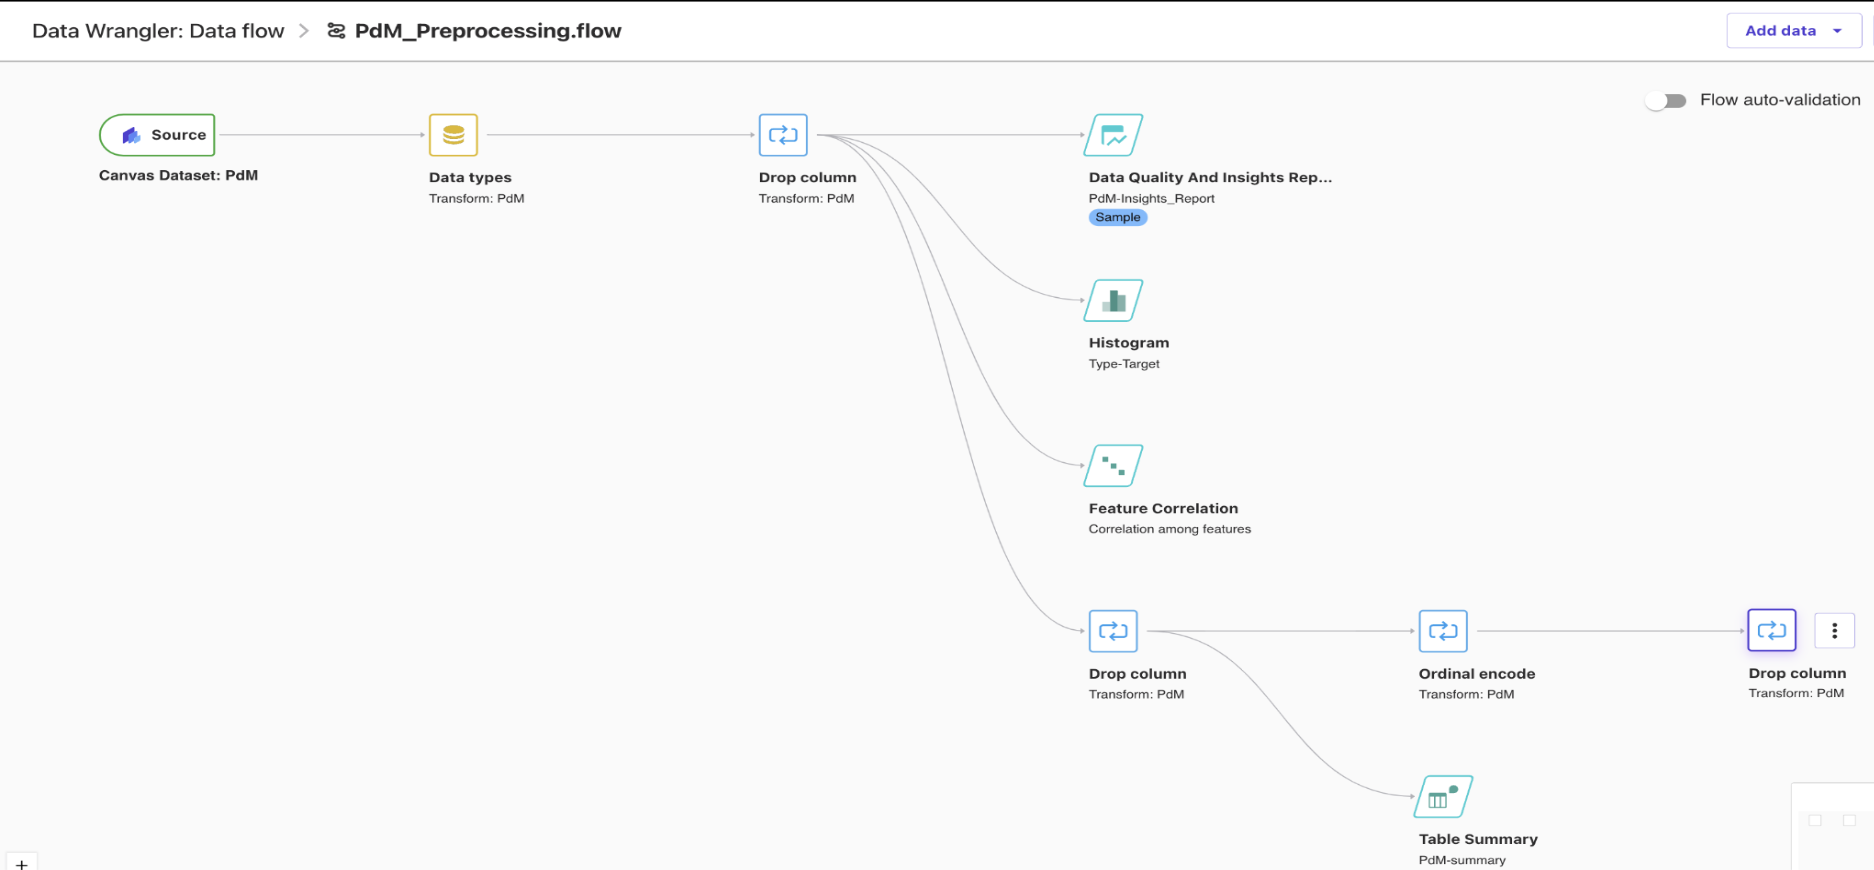 Data Wrangler: Data flow > PdM_Preprocessing.flow
Add data
Flow auto-validation
Source
Canvas Dataset: PdM
Data types
Transform: PdM
Drop column
Transform: PdM
Data Quality And Insights Rep...
PdM-Insights_Report
Sample
Histogram
Type-Target
Feature Correlation
Correlation among features
Drop column
Transform: PdM
Ordinal encode
Transform: PdM
Drop column
Transform: PdM
Table Summary
PdM-summary
+